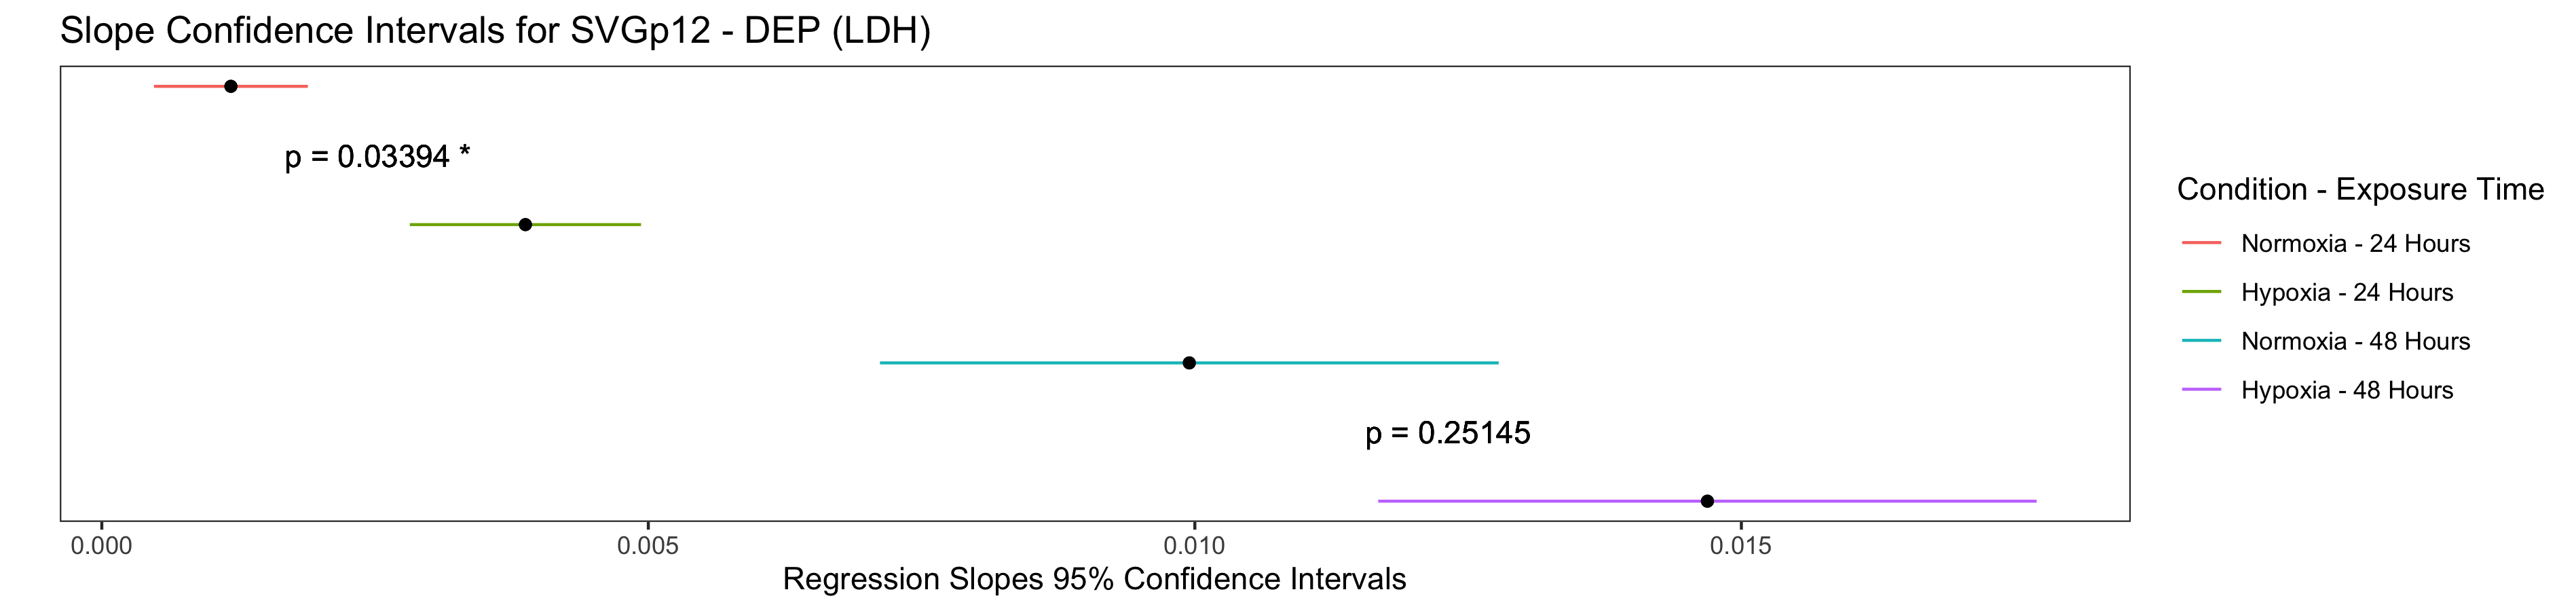 Slope Confidence Intervals for SVGp12 - DEP (LDH)
p = 0.03394 *
p = 0.25145
0.000 0.005 0.010 0.015
Regression Slopes 95% Confidence Intervals
Condition - Exposure Time
Normoxia - 24 Hours
Hypoxia - 24 Hours
Normoxia - 48 Hours
Hypoxia - 48 Hours